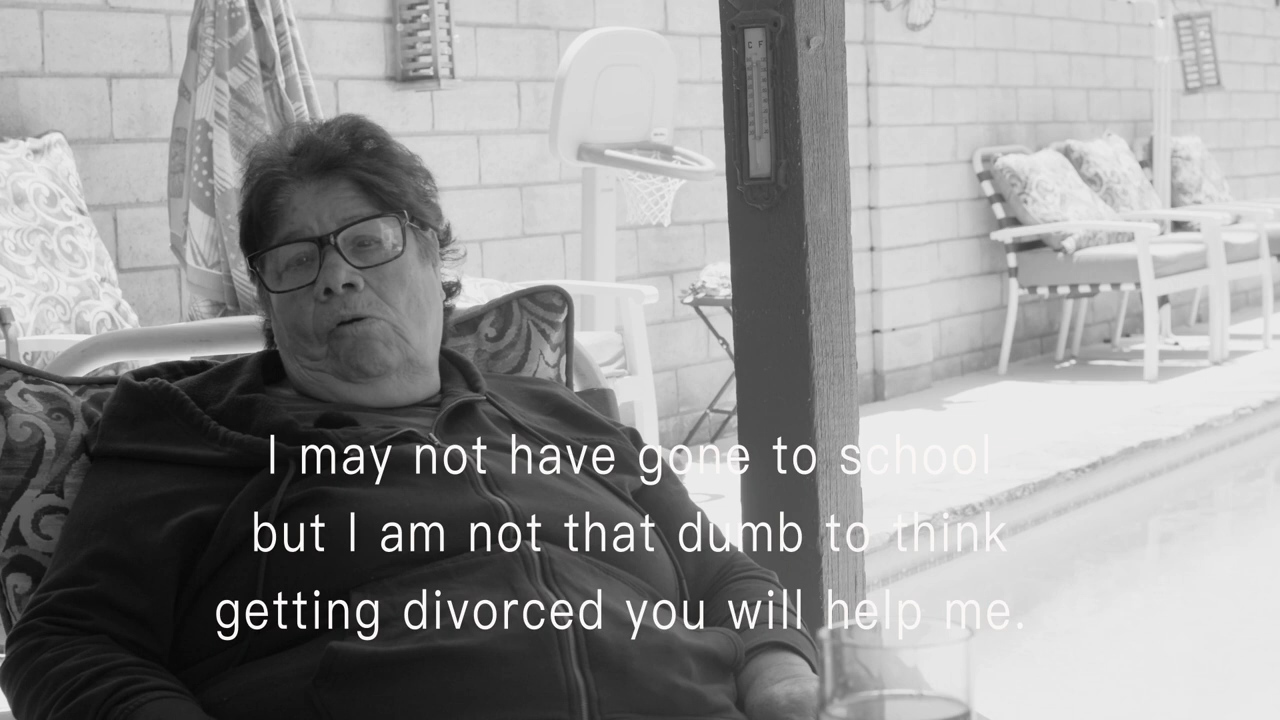 C F
I may not have gone to school
but I am not that dumb to think
getting divorced you will help me.